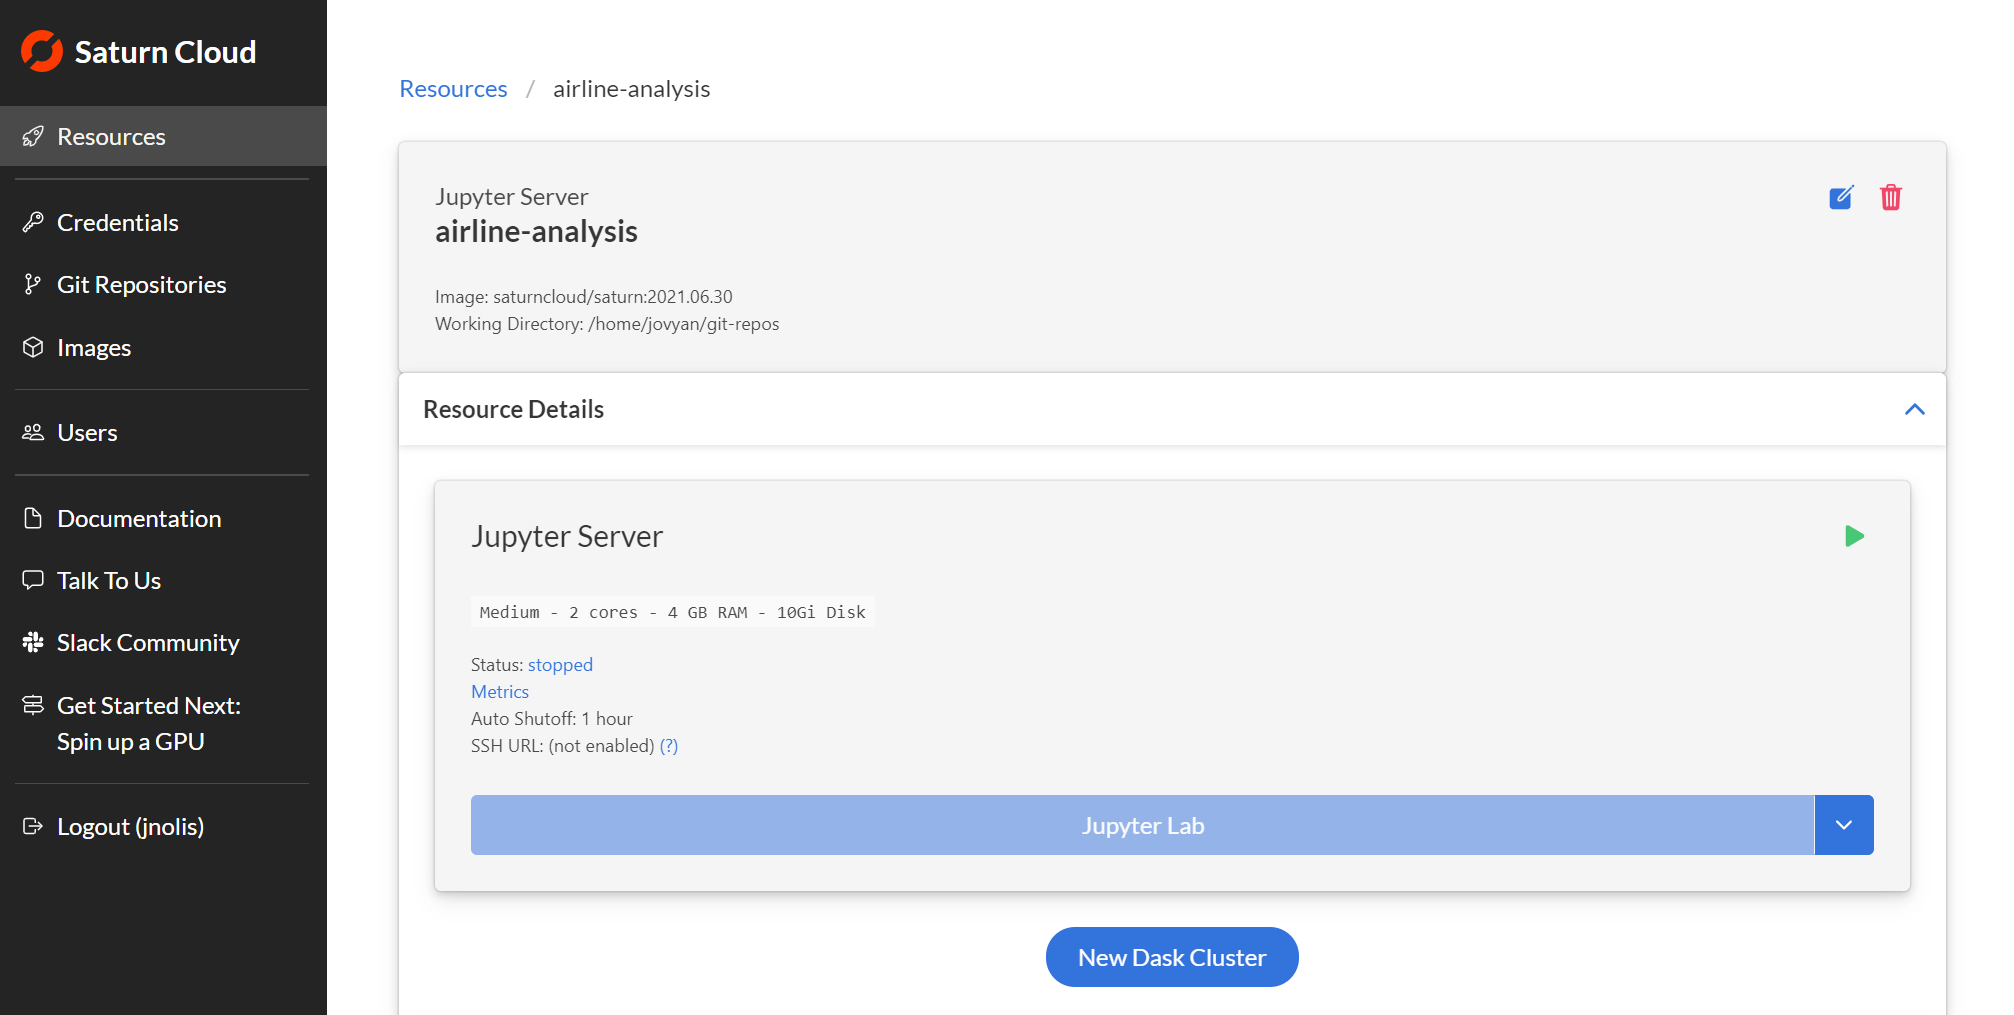 Saturn Cloud
Resources
Credentials
Git Repositories
Images
Users
Documentation
Talk To Us
Slack Community
Get Started Next:
Spin up a GPU
Logout (jnolis)
Resources / airline-analysis
Jupyter Server
airline-analysis
Image: saturncloud/saturn:2021.06.30
Working Directory: /home/jovyan/git-repos
Resource Details
Jupyter Server
Medium - 2 cores - 4 GB RAM - 10Gi Disk
Status: stopped
Metrics
Auto Shutoff: 1 hour
SSH URL: (not enabled) (?)
Jupyter Lab
New Dask Cluster